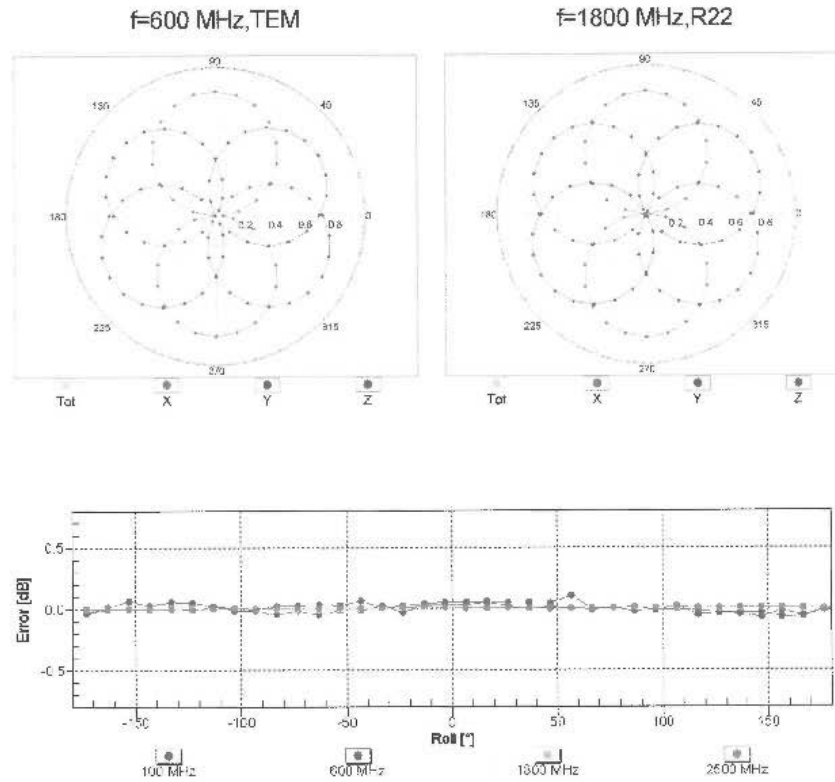 f=600 MHz,TEM
f=1800 MHz,R22
90
45
0
315
270
225
180
135
0.2
0.4
0.6
0.8
Tot
X
Y
Z
90
45
0
315
270
225
180
135
0.2
0.4
0.6
0.8
Tot
X
Y
Z
Error [dB]
0.5
0.0
-0.5
-150
-100
-50
0
50
100
150
Roll [°]
100 MHz
600 MHz
1800 MHz
2500 MHz